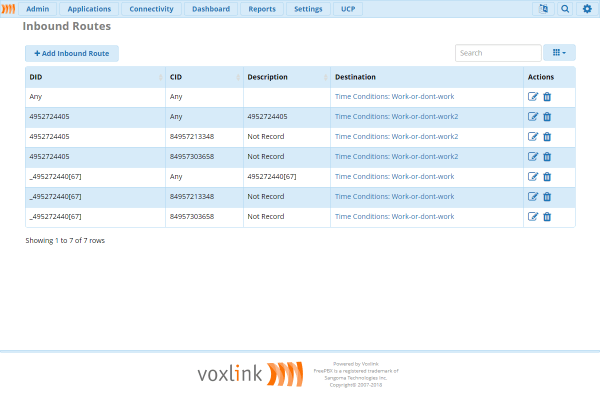 Admin Applications Connectivity Dashboard Reports Settings UCP
Inbound Routes
+ Add Inbound Route Search
DID CID Description Destination Actions
Any Any Time Conditions: Work-or-dont-work
4952724405 Any 4952724405 Time Conditions: Work-or-dont-work2
4952724405 84957213348 Not Record Time Conditions: Work-or-dont-work2
4952724405 84957303658 Not Record Time Conditions: Work-or-dont-work2
_495272440[67] Any 495272440[67] Time Conditions: Work-or-dont-work
_495272440[67] 84957213348 Not Record Time Conditions: Work-or-dont-work
_495272440[67] 84957303658 Not Record Time Conditions: Work-or-dont-work
Showing 1 to 7 of 7 rows
voxlink
Powered by Voxlink
FreePBX is a registered trademark of
Sangoma Technologies Inc.
Copyright© 2007-2018